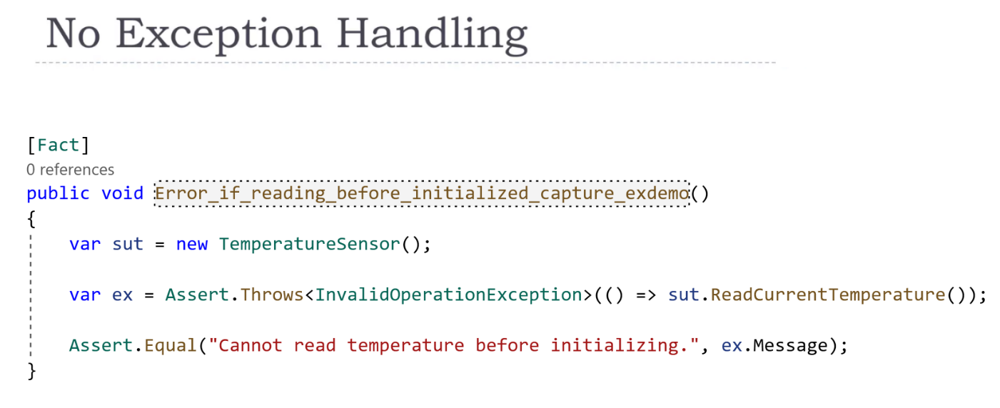 No Exception Handling
[Fact]
0 references
public void Error_if_reading_before_initialized_capture_exdemo()
{
var sut = new TemperatureSensor();
var ex = Assert.Throws<InvalidOperationException>(() => sut.ReadCurrentTemperature());
Assert.Equal("Cannot read temperature before initializing.", ex.Message);
}